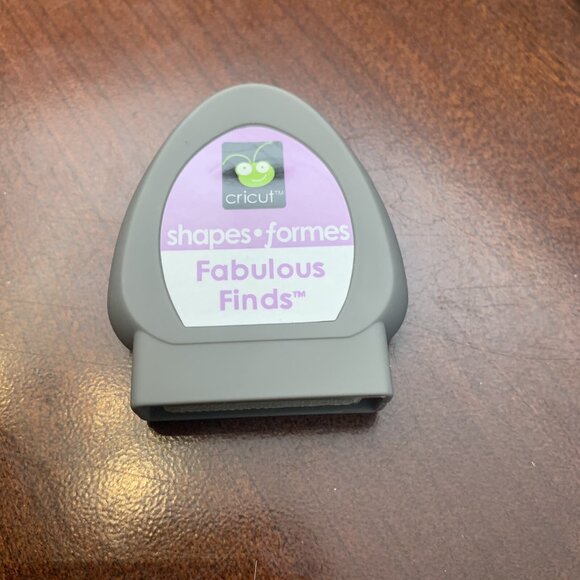 cricut™
shapes•formes
Fabulous
Finds™